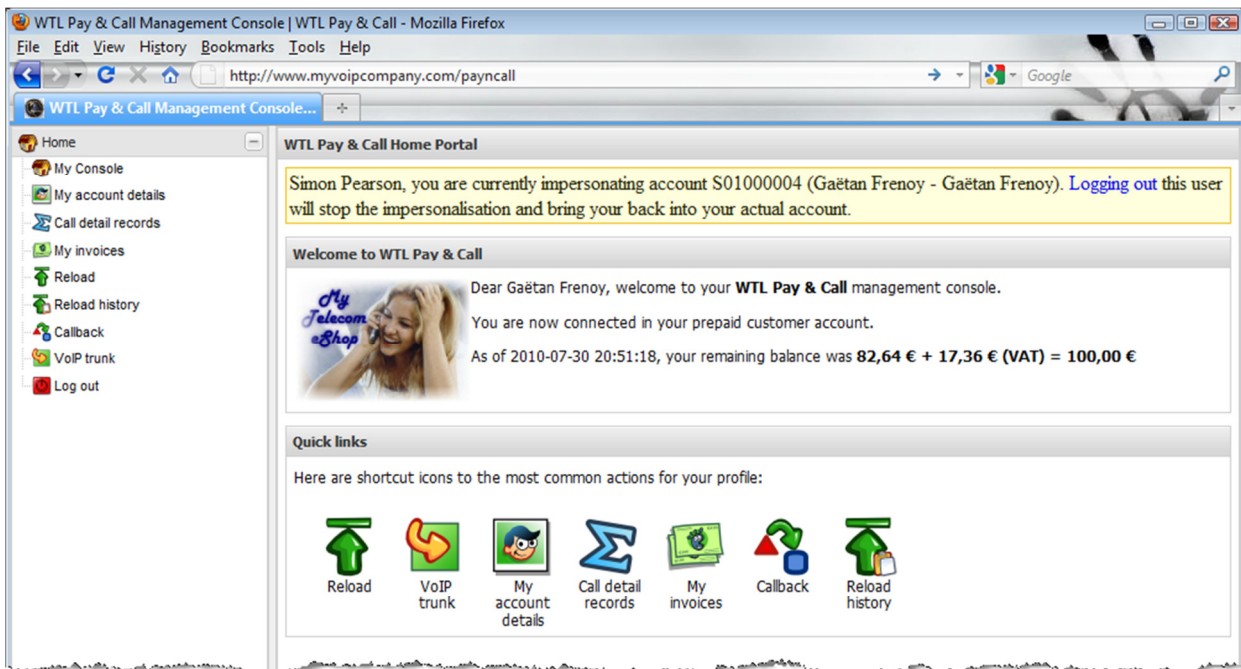 WTL Pay & Call Management Console | WTL Pay & Call - Mozilla Firefox
File Edit View History Bookmarks Tools Help
http://www.myvoipcompany.com/payncall
Google
WTL Pay & Call Management Console...
Home
My Console
My account details
Call detail records
My invoices
Reload
Reload history
Callback
VoIP trunk
Log out
WTL Pay & Call Home Portal
Simon Pearson, you are currently impersonating account S01000004 (Gaëtan Frenoy - Gaëtan Frenoy). Logging out this user
will stop the impersonalisation and bring your back into your actual account.
Welcome to WTL Pay & Call
My
Telecom
eShop
Dear Gaëtan Frenoy, welcome to your WTL Pay & Call management console.
You are now connected in your prepaid customer account.
As of 2010-07-30 20:51:18, your remaining balance was 82,64 € + 17,36 € (VAT) = 100,00 €
Quick links
Here are shortcut icons to the most common actions for your profile:
Reload
VoIP
trunk
My
account
details
Call detail
records
My
invoices
Callback
Reload
history